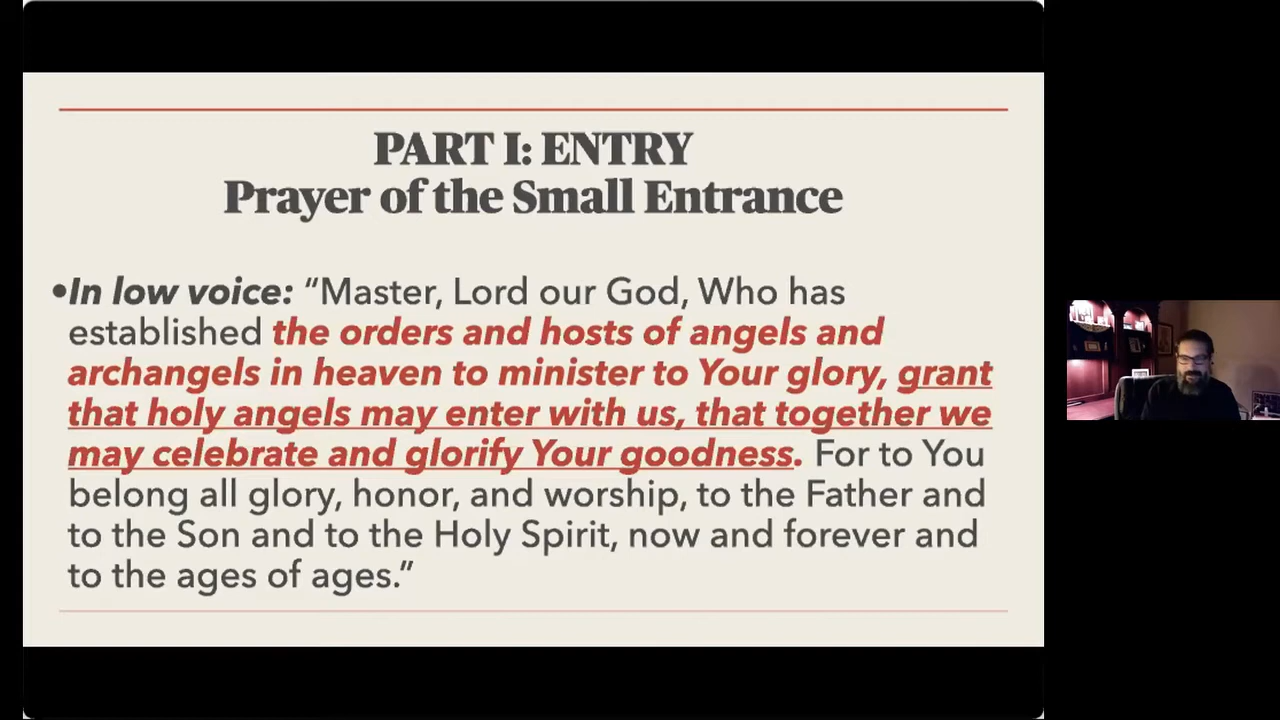 PART I: ENTRY
Prayer of the Small Entrance
•In low voice: “Master, Lord our God, Who has
established the orders and hosts of angels and
archangels in heaven to minister to Your glory, grant
that holy angels may enter with us, that together we
may celebrate and glorify Your goodness. For to You
belong all glory, honor, and worship, to the Father and
to the Son and to the Holy Spirit, now and forever and
to the ages of ages.”